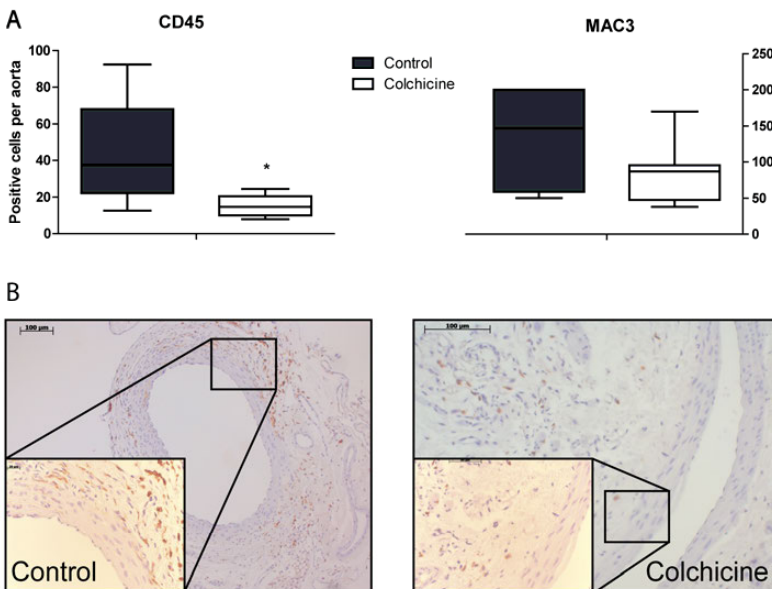 A
CD45
Positive cells per aorta
100
80
60
40
20
0
*
Control
Colchicine
MAC3
250
200
150
100
50
0
B
100 µm
Control
100 µm
Colchicine